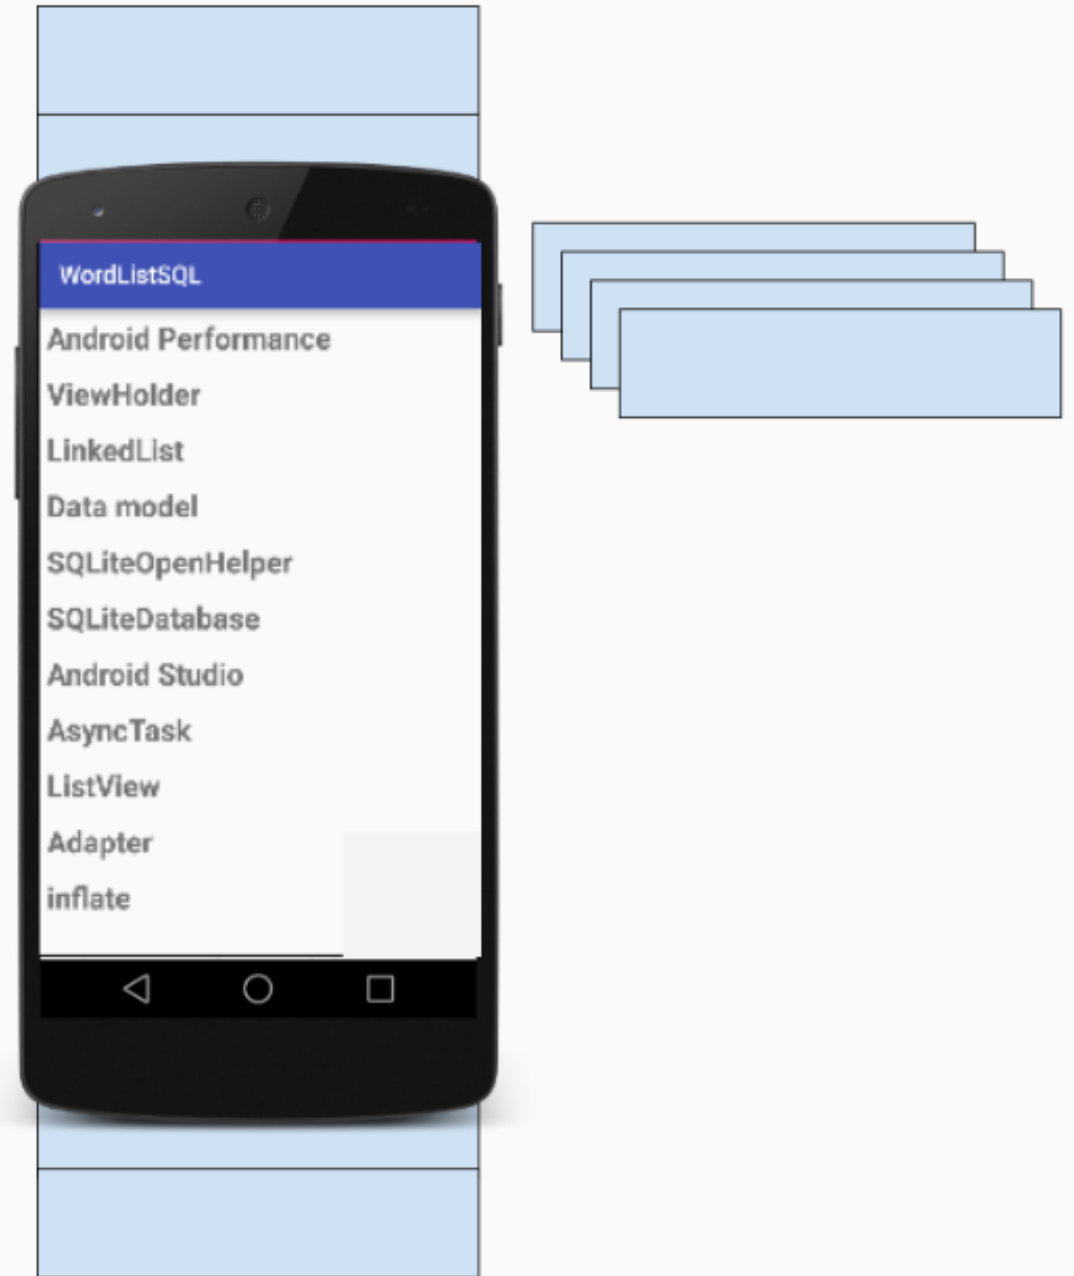 WordListSQL
Android Performance
ViewHolder
LinkedList
Data model
SQLiteOpenHelper
SQLiteDatabase
Android Studio
AsyncTask
ListView
Adapter
inflate